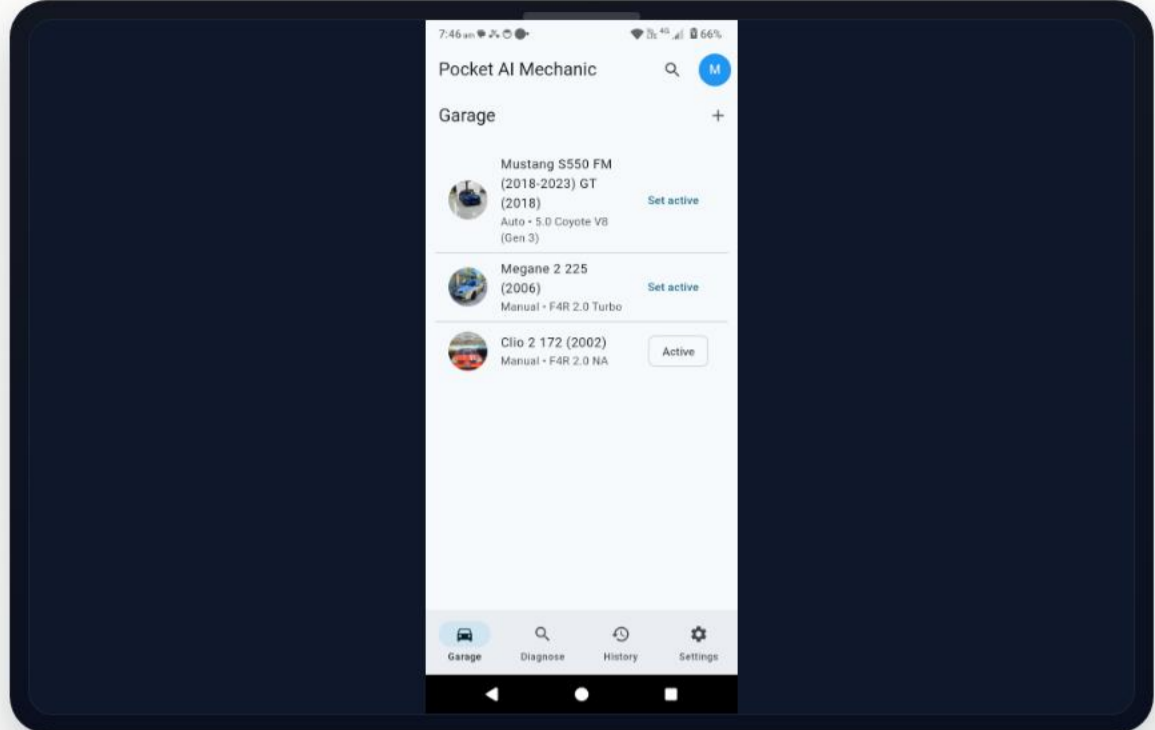 7:46 am
4G 66%
Pocket AI Mechanic
M
Garage
+
Mustang S550 FM
(2018-2023) GT
(2018)
Auto • 5.0 Coyote V8
(Gen 3)
Set active
Megane 2 225
(2006)
Manual • F4R 2.0 Turbo
Set active
Clio 2 172 (2002)
Manual • F4R 2.0 NA
Active
Garage
Diagnose
History
Settings